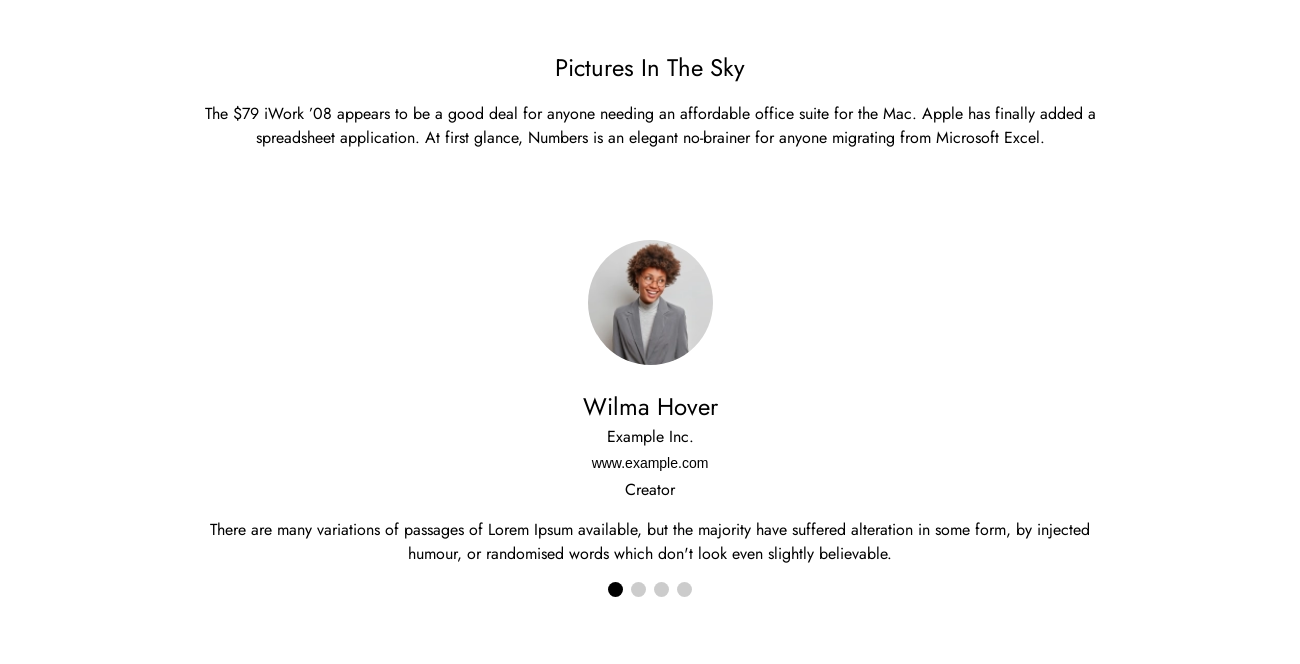 Pictures In The Sky
The $79 iWork ’08 appears to be a good deal for anyone needing an affordable office suite for the Mac. Apple has finally added a
spreadsheet application. At first glance, Numbers is an elegant no-brainer for anyone migrating from Microsoft Excel.
Wilma Hover
Example Inc.
www.example.com
Creator
There are many variations of passages of Lorem Ipsum available, but the majority have suffered alteration in some form, by injected
humour, or randomised words which don't look even slightly believable.